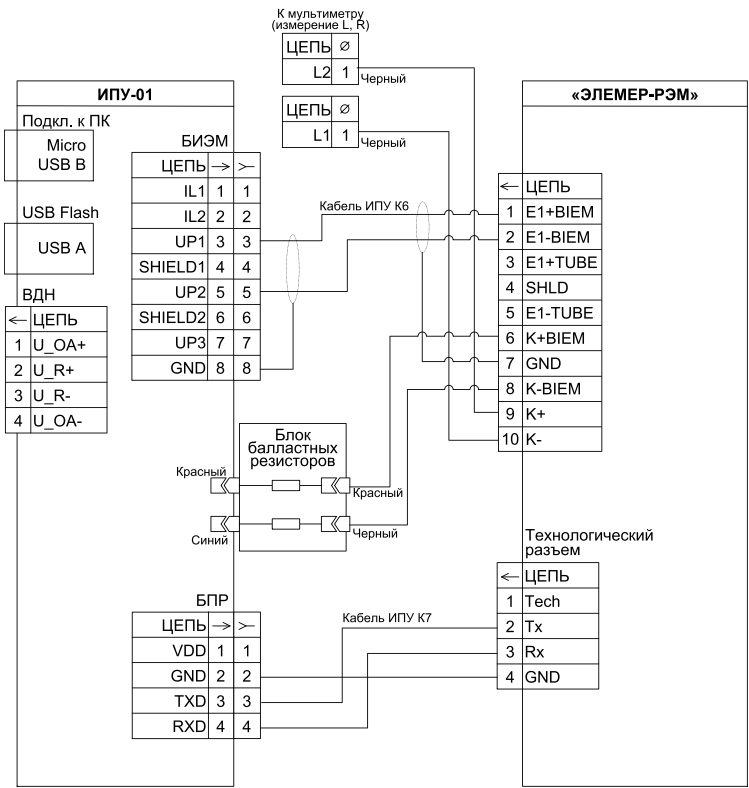 К мультиметру
(измерение L, R)
ЦЕПЬ ⌀
L2 1
Черный
ЦЕПЬ ⌀
L1 1
Черный
ИПУ-01
Подкл. к ПК
Micro
USB B
USB Flash
USB A
ВДН
ЦЕПЬ
1 U_OA+
2 U_R+
3 U_R-
4 U_OA-
БИЭМ
ЦЕПЬ
IL1 1 1
IL2 2 2
UP1 3 3
SHIELD1 4 4
UP2 5 5
SHIELD2 6 6
UP3 7 7
GND 8 8
Кабель ИПУ К6
«ЭЛЕМЕР-РЭМ»
ЦЕПЬ
1 E1+BIEM
2 E1-BIEM
3 E1+TUBE
4 SHLD
5 E1-TUBE
6 K+BIEM
7 GND
8 K-BIEM
9 K+
10 K-
Блок
балластных
резисторов
Красный
Красный
Синий
Черный
БПР
ЦЕПЬ
VDD 1 1
GND 2 2
TXD 3 3
RXD 4 4
Кабель ИПУ К7
Технологический
разъем
ЦЕПЬ
1 Tech
2 Tx
3 Rx
4 GND